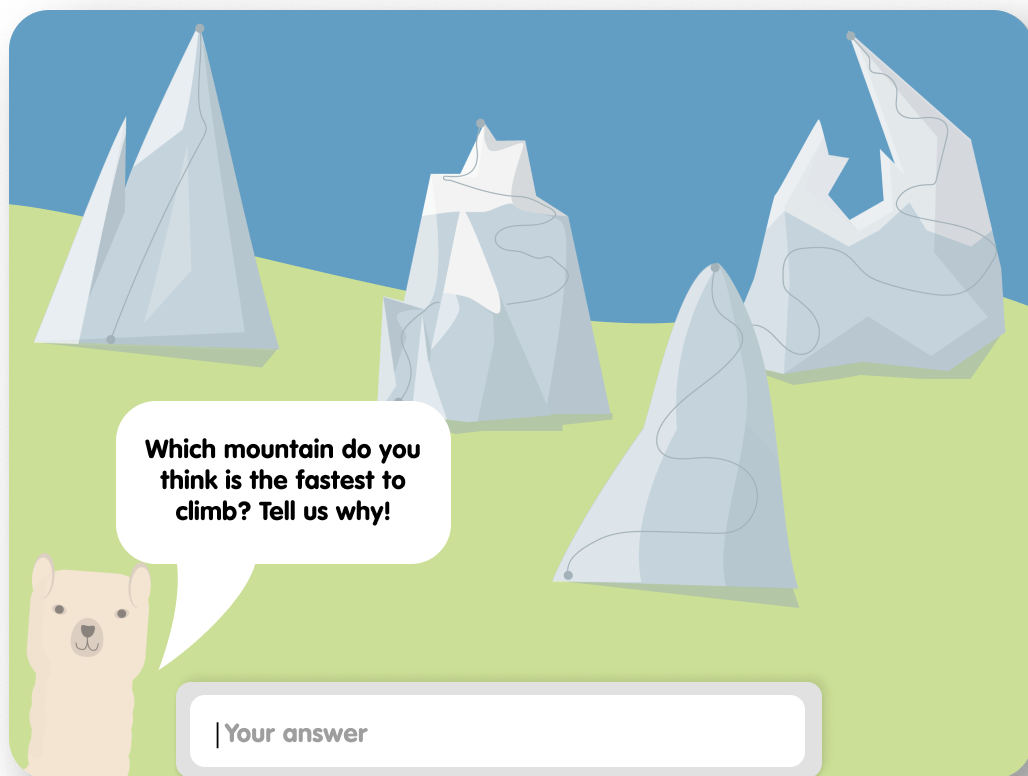 Which mountain do you
think is the fastest to
climb? Tell us why!
Your answer